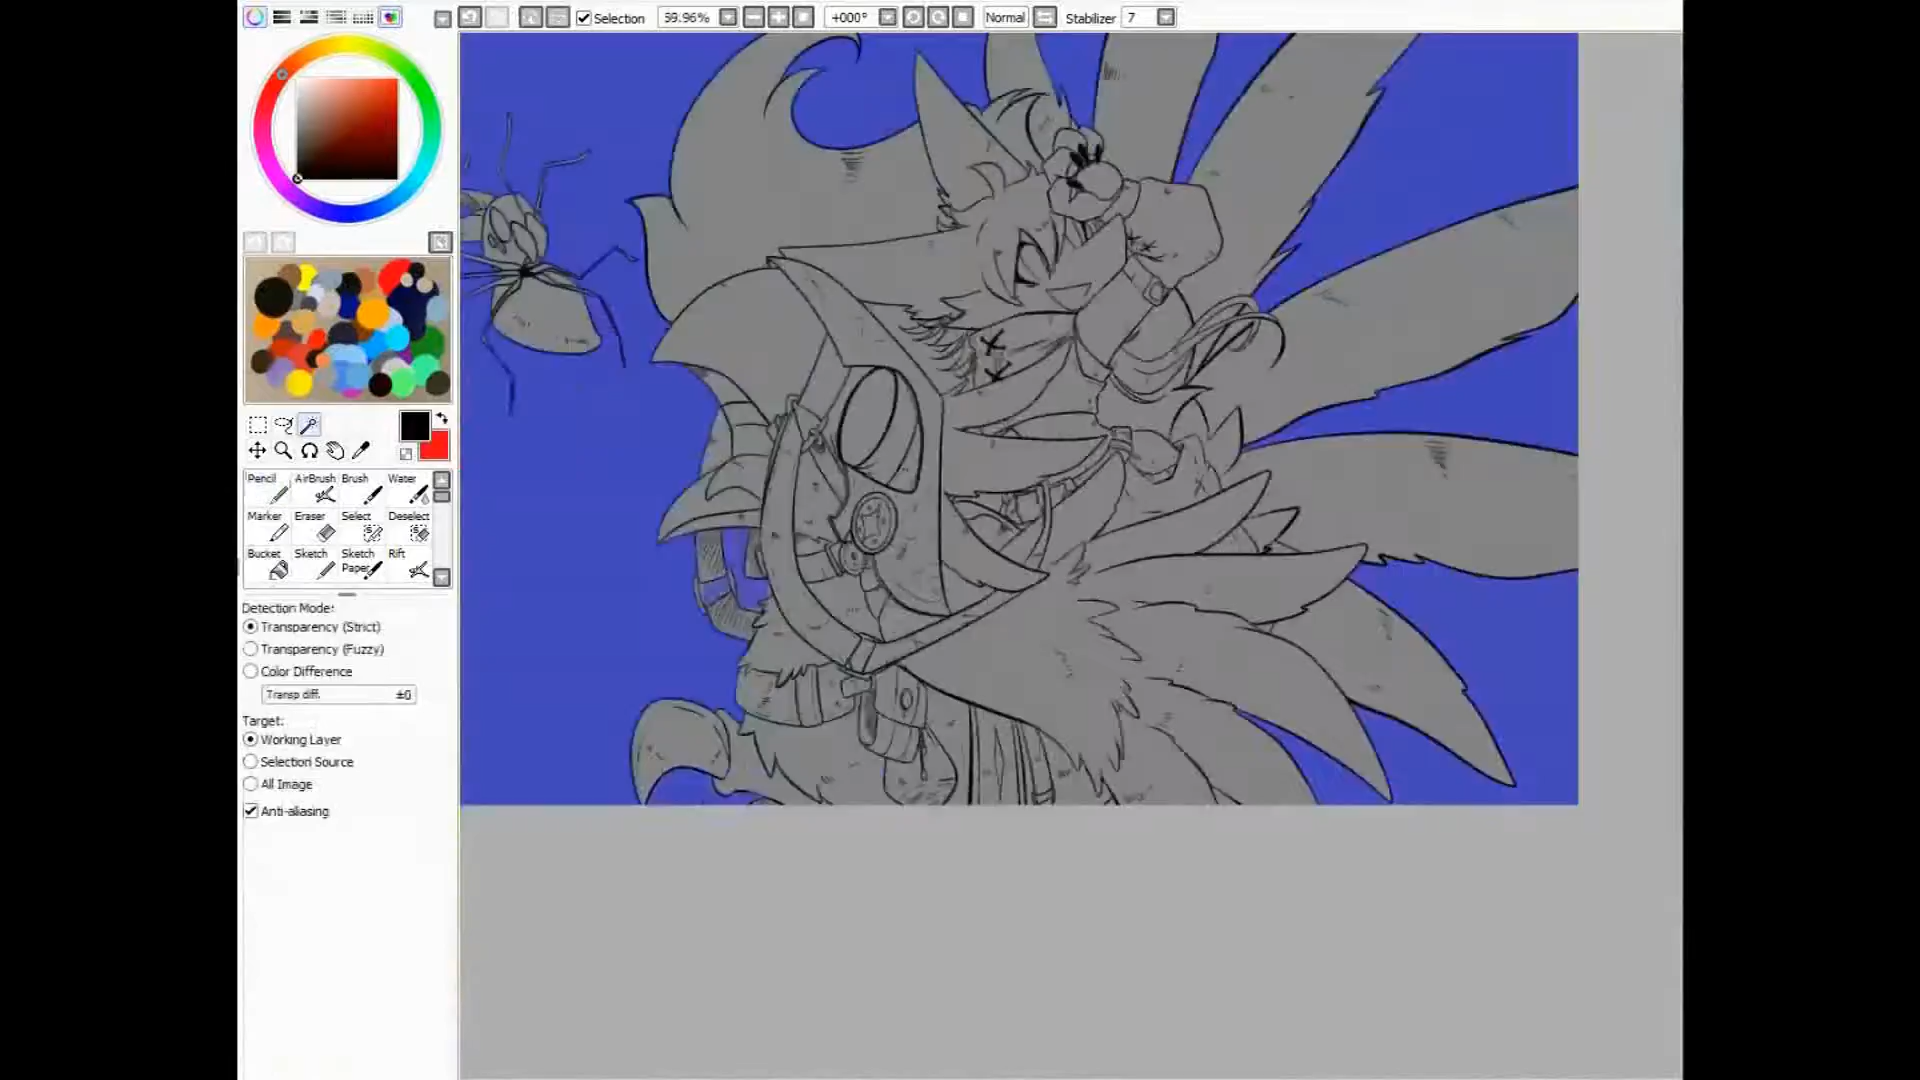 Selection 39.96% +000° Normal Stabilizer 7
Pencil AirBrush Brush Water
Marker Eraser Select Deselect
Bucket Sketch Sketch Paper Rift
Detection Mode:
Transparency (Strict)
Transparency (Fuzzy)
Color Difference
Transp diff. ±0
Target:
Working Layer
Selection Source
All Image
Anti-aliasing